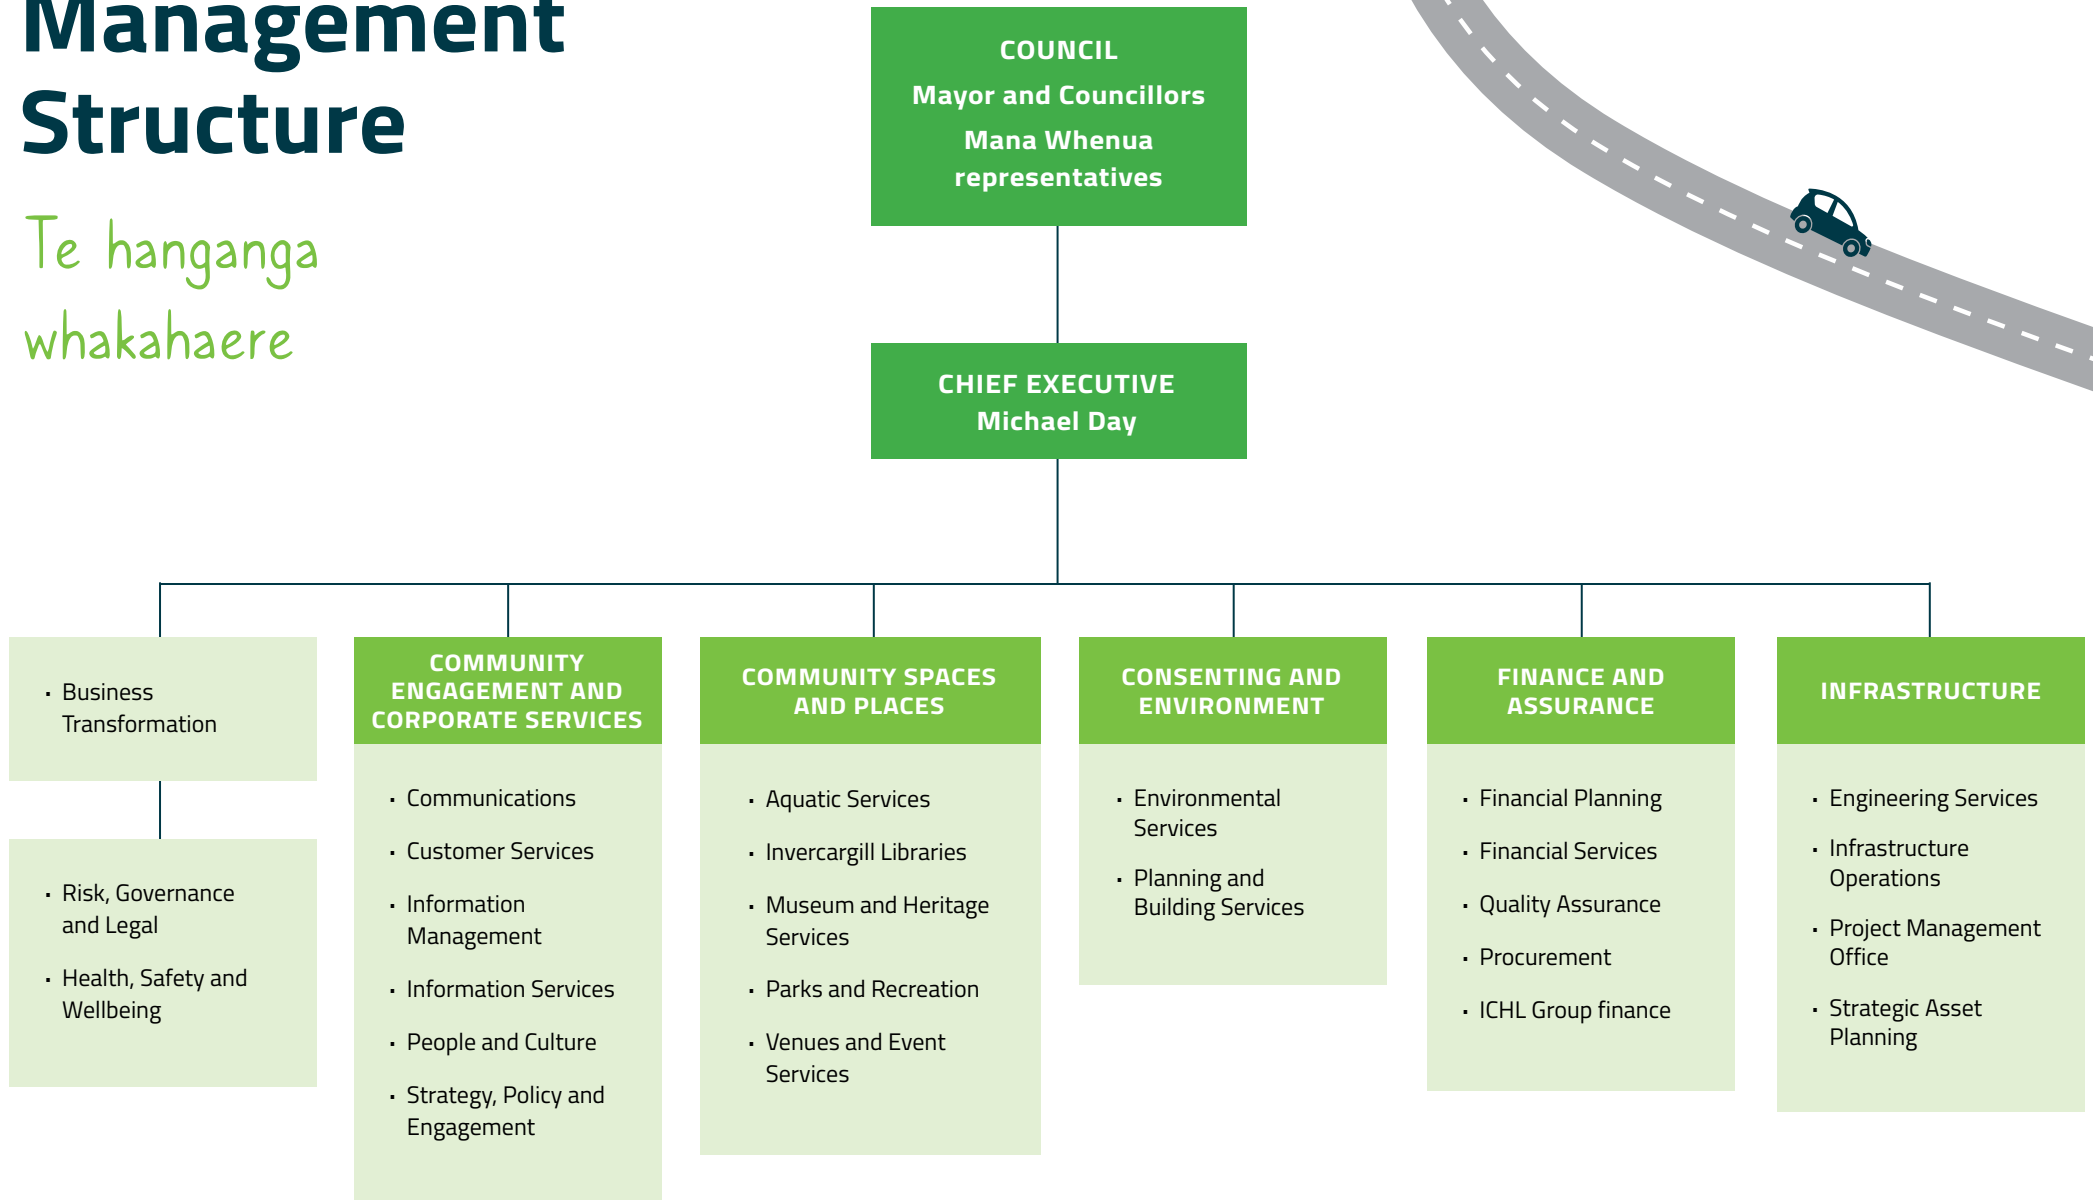 Management
Structure
Te hanganga
whakahaere
COUNCIL
Mayor and Councillors
Mana Whenua
representatives
CHIEF EXECUTIVE
Michael Day
· Business
Transformation
· Risk, Governance
and Legal
· Health, Safety and
Wellbeing
COMMUNITY
ENGAGEMENT AND
CORPORATE SERVICES
· Communications
· Customer Services
· Information
Management
· Information Services
· People and Culture
· Strategy, Policy and
Engagement
COMMUNITY SPACES
AND PLACES
· Aquatic Services
· Invercargill Libraries
· Museum and Heritage
Services
· Parks and Recreation
· Venues and Event
Services
CONSENTING AND
ENVIRONMENT
· Environmental
Services
· Planning and
Building Services
FINANCE AND
ASSURANCE
· Financial Planning
· Financial Services
· Quality Assurance
· Procurement
· ICHL Group finance
INFRASTRUCTURE
· Engineering Services
· Infrastructure
Operations
· Project Management
Office
· Strategic Asset
Planning